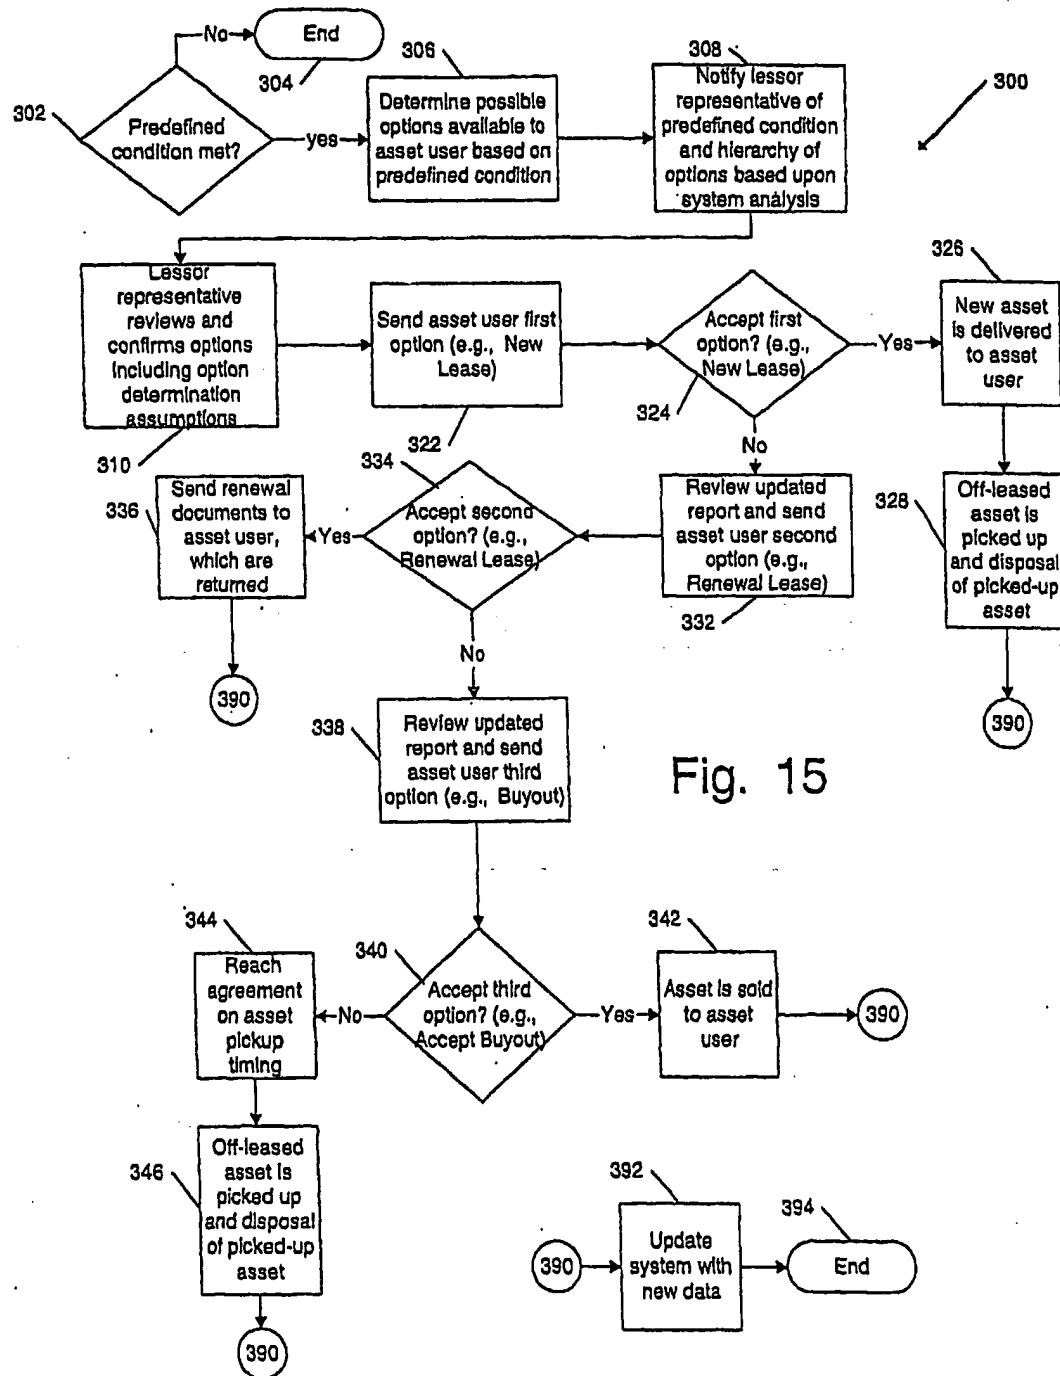 No
End
304
302
Predefined
condition met?
yes
306
Determine possible
options available to
asset user based on
predefined condition
308
Notify lessor
representative of
predefined condition
and hierarchy of
options based upon
system analysis
300
Lessor
representative
reviews and
confirms options
including option
determination
assumptions
310
Send asset user first
option (e.g., New
Lease)
322
Accept first
option? (e.g.,
New Lease)
324
Yes
326
New asset
is delivered
to asset
user
No
328
Off-leased
asset is
picked up
and disposal
of picked-up
asset
390
Review updated
report and send
asset user second
option (e.g.,
Renewal Lease)
332
334
Accept second
option? (e.g.,
Renewal Lease)
Yes
336
Send renewal
documents to
asset user,
which are
returned
390
No
338
Review updated
report and send
asset user third
option (e.g., Buyout)
Fig. 15
340
Accept third
option? (e.g.,
Accept Buyout)
Yes
342
Asset is sold
to asset
user
390
No
344
Reach
agreement
on asset
pickup
timing
346
Off-leased
asset is
picked up
and disposal
of picked-up
asset
390
390
392
Update
system with
new data
394
End